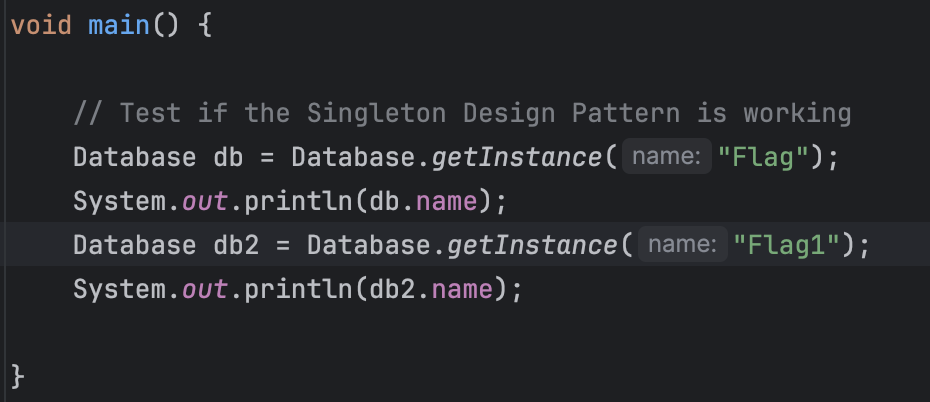 void main() {
// Test if the Singleton Design Pattern is working
Database db = Database.getInstance( name: "Flag");
System.out.println(db.name);
Database db2 = Database.getInstance( name: "Flag1");
System.out.println(db2.name);
}